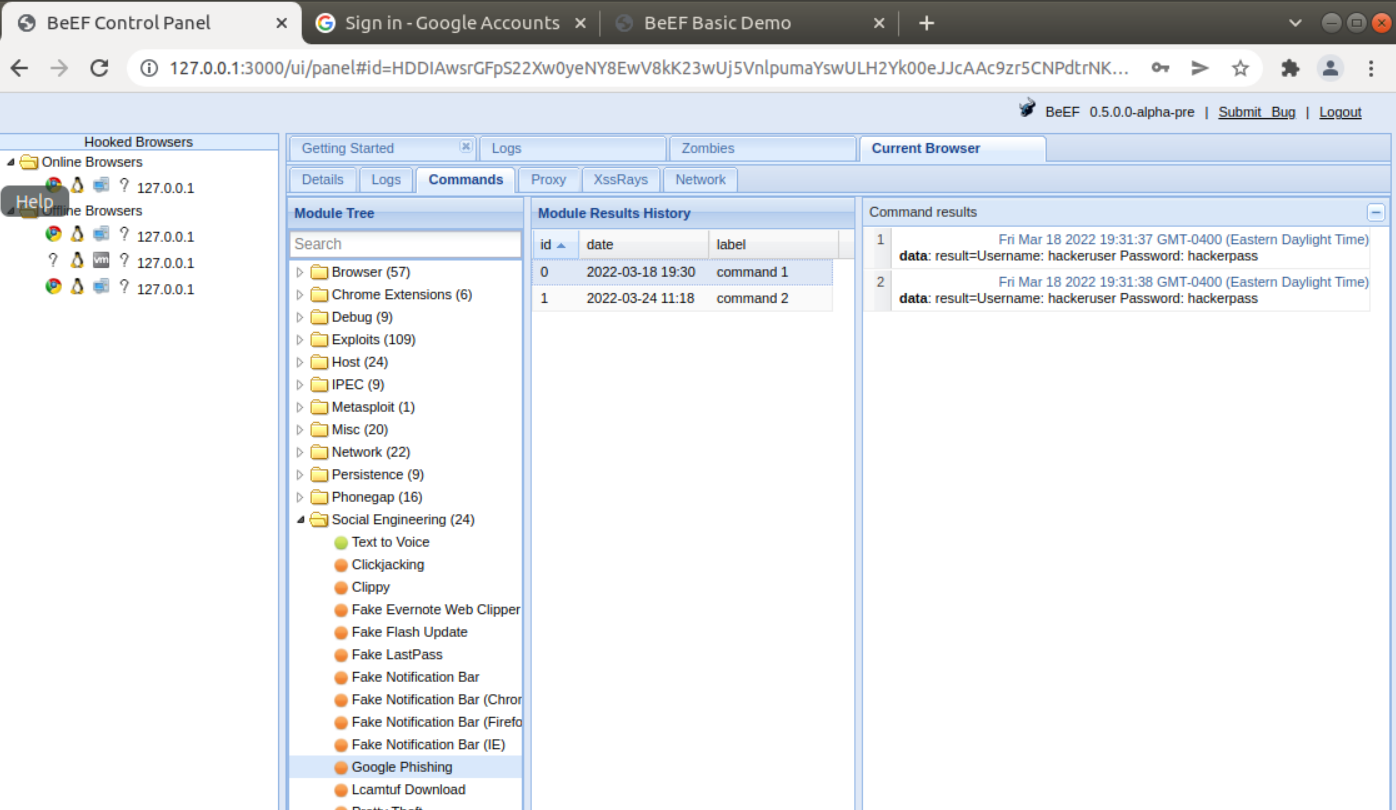 BeEF Control Panel
Sign in - Google Accounts
BeEF Basic Demo
127.0.0.1:3000/ui/panel#id=HDDIAwsrGFpS22Xw0yeNY8EwV8kK23wUj5VnlpumaYswULH2Yk00eJJcAAc9zr5CNPdtrNK...
BeEF 0.5.0.0-alpha-pre | Submit Bug | Logout
Hooked Browsers
Online Browsers
127.0.0.1
Help
Browsers
127.0.0.1
127.0.0.1
127.0.0.1
Getting Started
Logs
Zombies
Current Browser
Details
Logs
Commands
Proxy
XssRays
Network
Module Tree
Search
Browser (57)
Chrome Extensions (6)
Debug (9)
Exploits (109)
Host (24)
IPEC (9)
Metasploit (1)
Misc (20)
Network (22)
Persistence (9)
Phonegap (16)
Social Engineering (24)
Text to Voice
Clickjacking
Clippy
Fake Evernote Web Clipper
Fake Flash Update
Fake LastPass
Fake Notification Bar
Fake Notification Bar (Chror
Fake Notification Bar (Firefo
Fake Notification Bar (IE)
Google Phishing
Lcamtuf Download
Module Results History
id date label
0 2022-03-18 19:30 command 1
1 2022-03-24 11:18 command 2
Command results
1 Fri Mar 18 2022 19:31:37 GMT-0400 (Eastern Daylight Time)
data: result=Username: hackeruser Password: hackerpass
2 Fri Mar 18 2022 19:31:38 GMT-0400 (Eastern Daylight Time)
data: result=Username: hackeruser Password: hackerpass